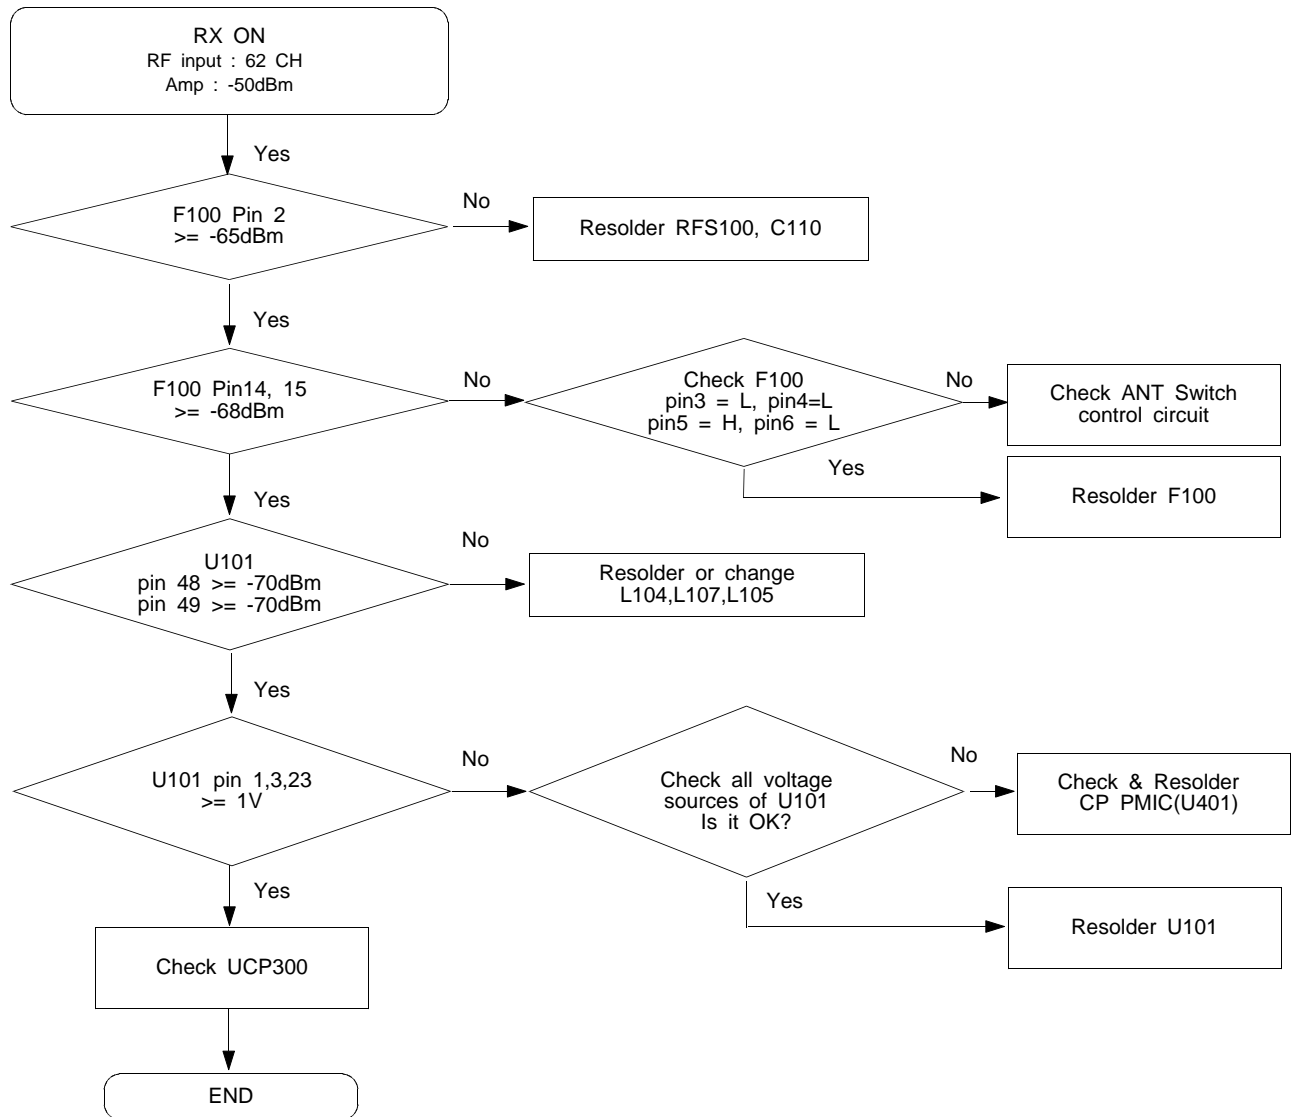 RX ON
RF input : 62 CH
Amp : -50dBm
Yes
F100 Pin 2
>= -65dBm
No
Resolder RFS100, C110
Yes
F100 Pin14, 15
>= -68dBm
No
Check F100
pin3 = L, pin4=L
pin5 = H, pin6 = L
No
Check ANT Switch
control circuit
Yes
Resolder F100
Yes
U101
pin 48 >= -70dBm
pin 49 >= -70dBm
No
Resolder or change
L104,L107,L105
Yes
U101 pin 1,3,23
>= 1V
No
Check all voltage
sources of U101
Is it OK?
No
Check & Resolder
CP PMIC(U401)
Yes
Resolder U101
Yes
Check UCP300
END